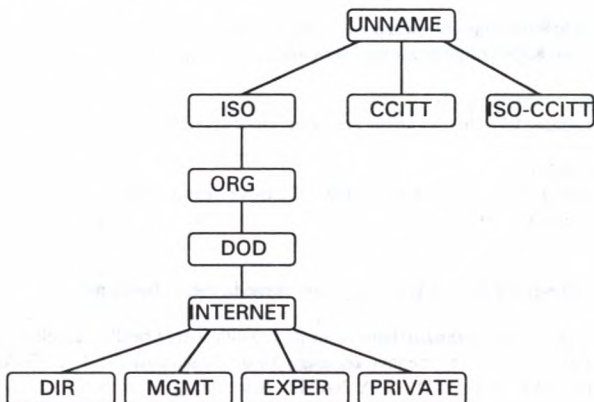 UNNAME
ISO CCITT ISO-CCITT
ORG
DOD
INTERNET
DIR MGMT EXPER PRIVATE